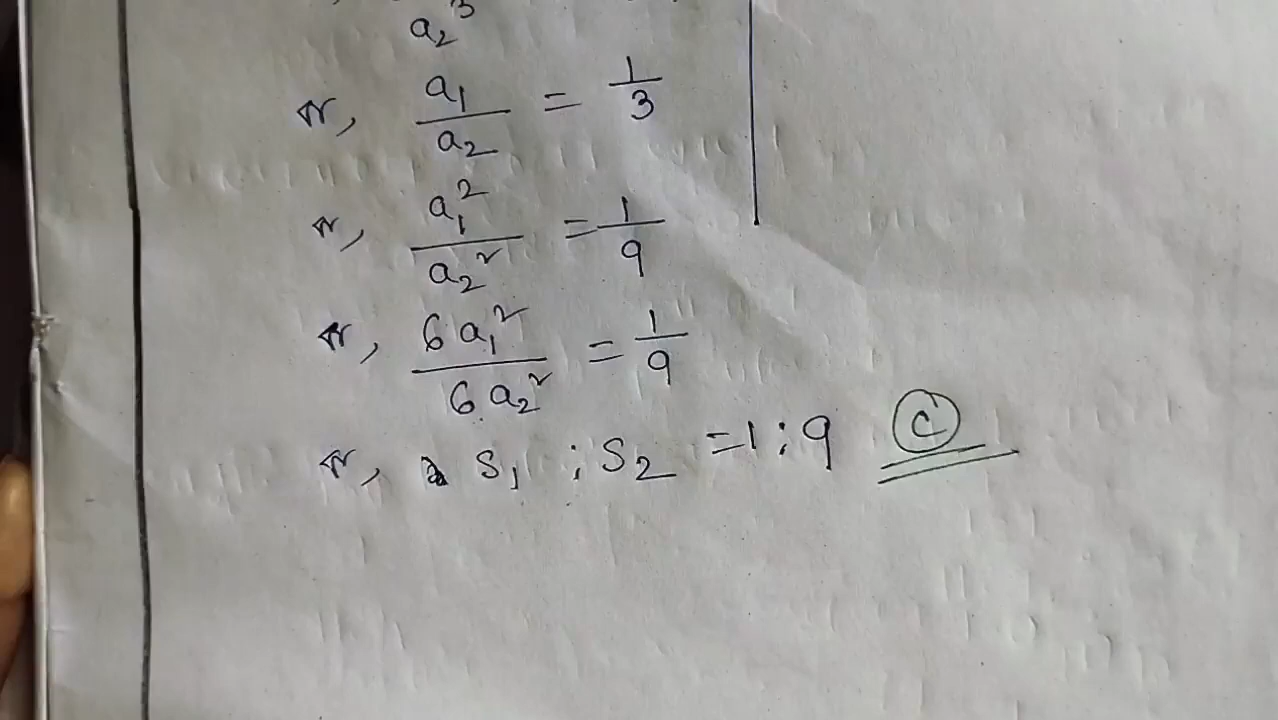 a₂³
or, a₁/a₂ = 1/3
or, a₁²/a₂² = 1/9
or, 6a₁²/6a₂² = 1/9
or, S₁ : S₂ = 1 : 9 (c)